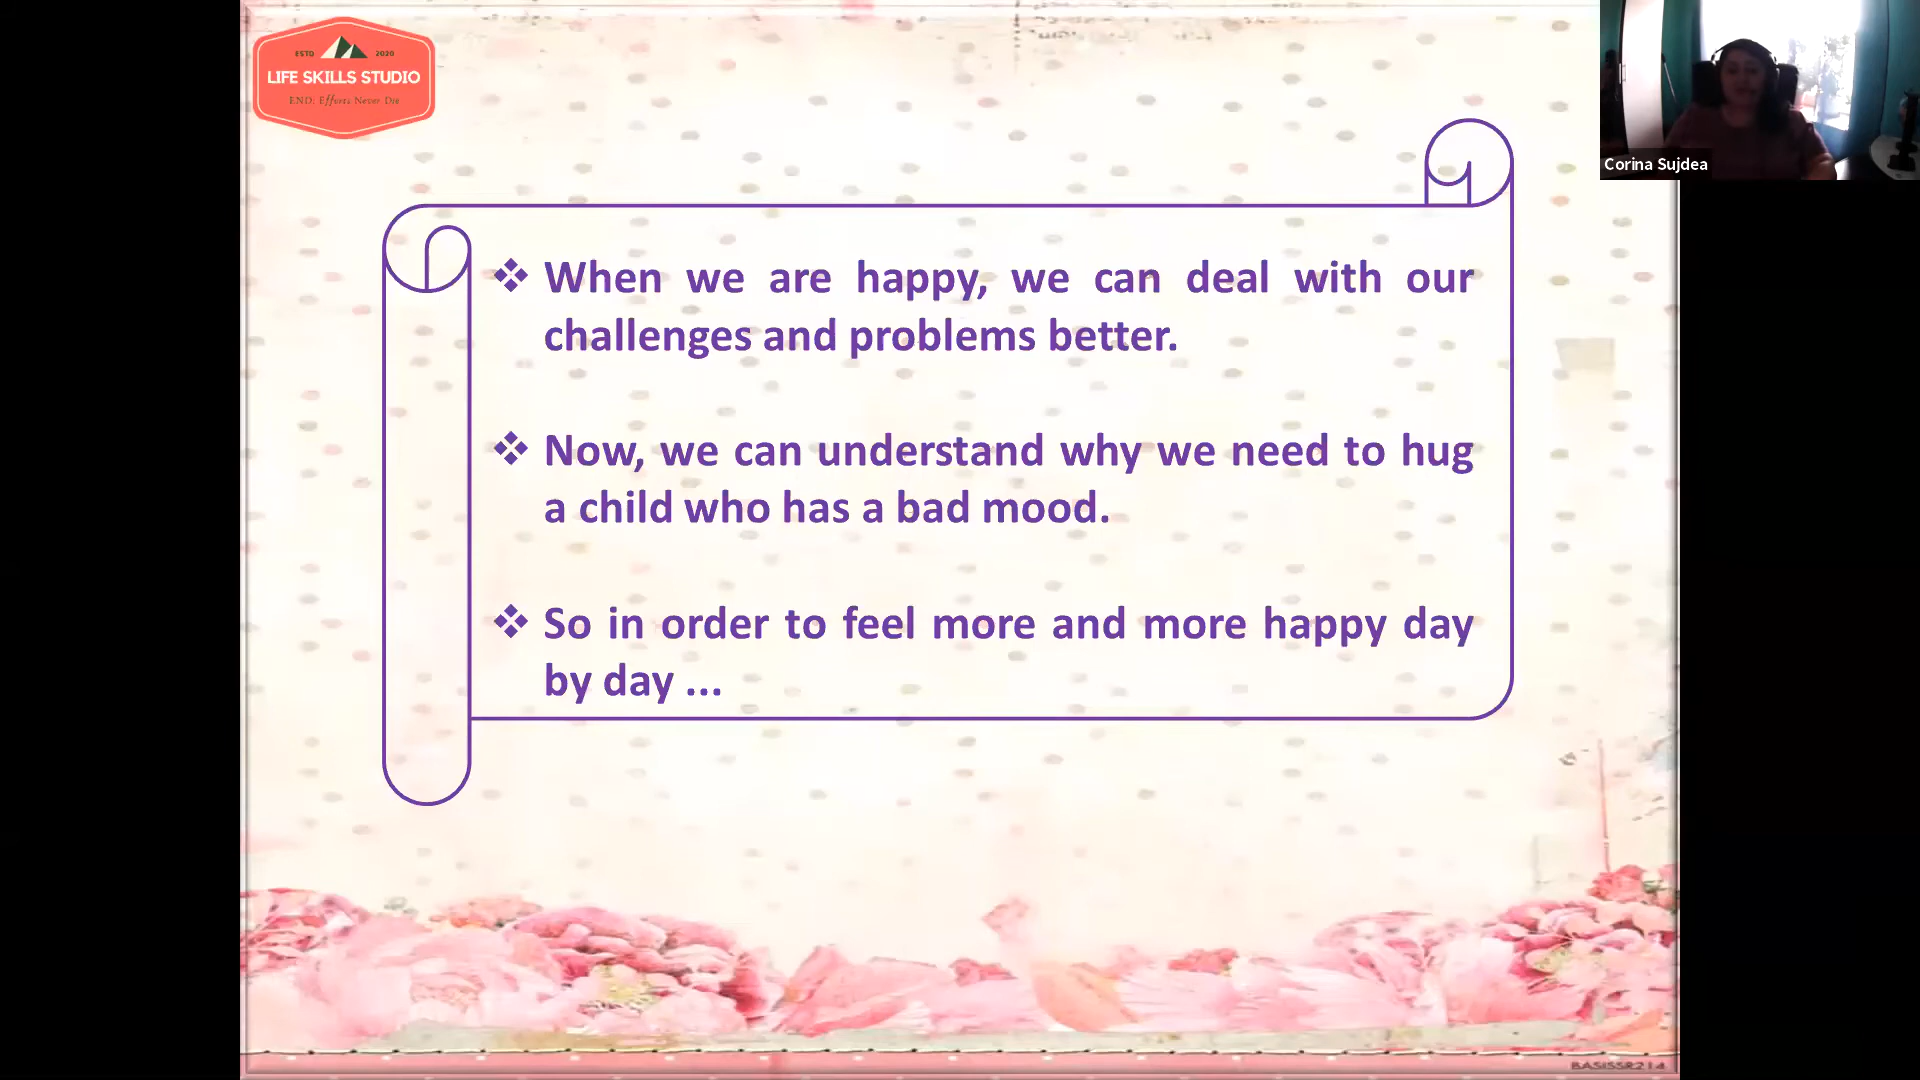 ESTD 2020
LIFE SKILLS STUDIO
END: Efforts Never Die
Corina Sujdea
❖ When we are happy, we can deal with our
challenges and problems better.
❖ Now, we can understand why we need to hug
a child who has a bad mood.
❖ So in order to feel more and more happy day
by day ...
BASISSR214